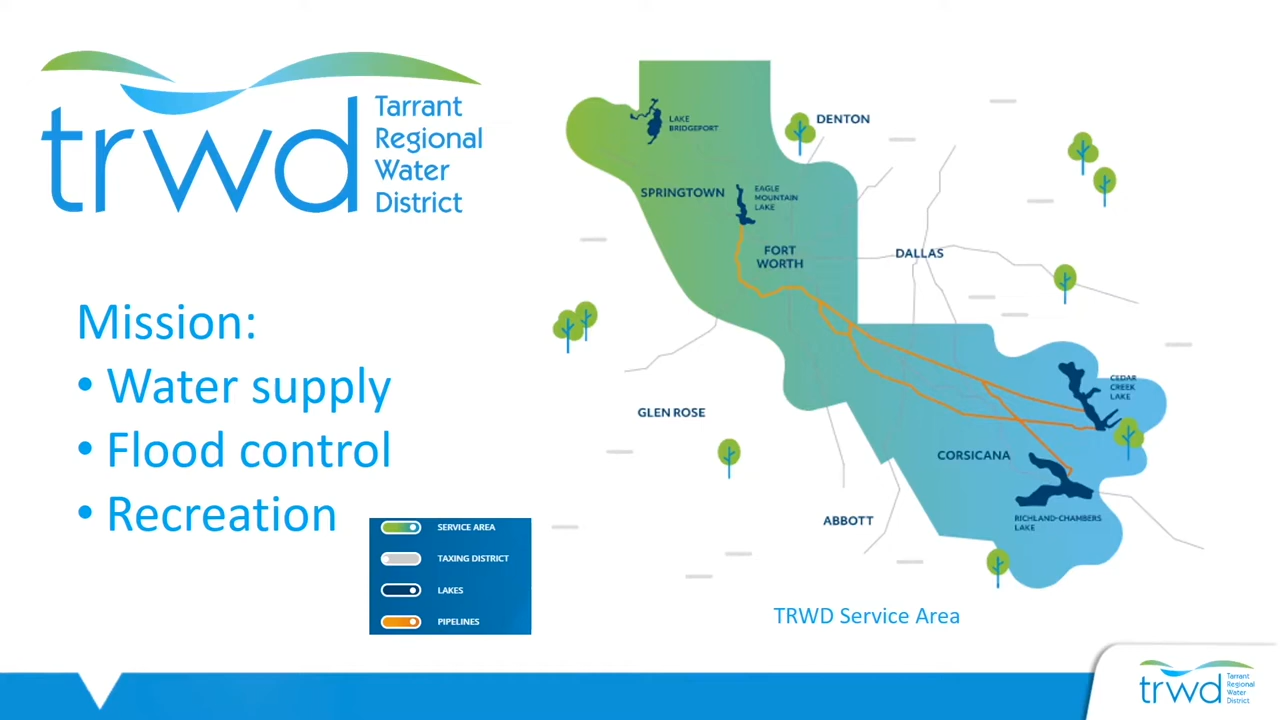 trwd
Tarrant
Regional
Water
District
Mission:
• Water supply
• Flood control
• Recreation
SERVICE AREA
TAXING DISTRICT
LAKES
PIPELINES
LAKE
BRIDGEPORT
DENTON
SPRINGTOWN
EAGLE
MOUNTAIN
LAKE
FORT
WORTH
DALLAS
CEDAR
CREEK
LAKE
GLEN ROSE
CORSICANA
ABBOTT
RICHLAND-CHAMBERS
LAKE
TRWD Service Area
trwd
Tarrant
Regional
Water
District